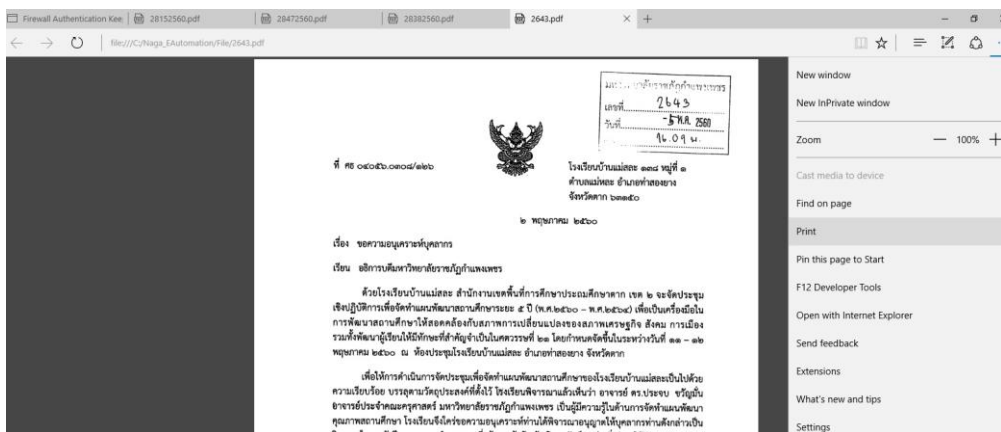 Firewall Authentication Kee
28152560.pdf
28472560.pdf
28382560.pdf
2643.pdf
file:///C:/Naga_EAutomation/File/2643.pdf
มหาวิทยาลัยราชภัฏกำแพงเพชร
เลขที่ 2643
วันที่ -5 พ.ค. 2560
16.09 น.
ที่ ศธ ๐๔๐๕๖.๐๓๐๘/๑๒๖
โรงเรียนบ้านแม่สละ ๑๓๘ หมู่ที่ ๑
ตำบลแม่หละ อำเภอท่าสองยาง
จังหวัดตาก ๖๓๑๕๐
๒ พฤษภาคม ๒๕๖๐
เรื่อง ขอความอนุเคราะห์บุคลากร
เรียน อธิการบดีมหาวิทยาลัยราชภัฏกำแพงเพชร
ด้วยโรงเรียนบ้านแม่สละ สำนักงานเขตพื้นที่การศึกษาประถมศึกษาตาก เขต ๒ จะจัดประชุม
เชิงปฏิบัติการเพื่อจัดทำแผนพัฒนาสถานศึกษาระยะ ๕ ปี (พ.ศ.๒๕๖๐ – พ.ศ.๒๕๖๔) เพื่อเป็นเครื่องมือใน
การพัฒนาสถานศึกษาให้สอดคล้องกับสภาพการเปลี่ยนแปลงของสภาพเศรษฐกิจ สังคม การเมือง
รวมทั้งพัฒนาผู้เรียนให้มีทักษะที่สำคัญจำเป็นในศตวรรษที่ ๒๑ โดยกำหนดจัดขึ้นในระหว่างวันที่ ๑๑ – ๑๒
พฤษภาคม ๒๕๖๐ ณ ห้องประชุมโรงเรียนบ้านแม่สละ อำเภอท่าสองยาง จังหวัดตาก
เพื่อให้การดำเนินการจัดประชุมเพื่อจัดทำแผนพัฒนาสถานศึกษาของโรงเรียนบ้านแม่สละเป็นไปด้วย
ความเรียบร้อย บรรลุตามวัตถุประสงค์ที่ตั้งไว้ โรงเรียนพิจารณาแล้วเห็นว่า อาจารย์ ดร.ประจบ ขวัญมั่น
อาจารย์ประจำคณะครุศาสตร์ มหาวิทยาลัยราชภัฏกำแพงเพชร เป็นผู้มีความรู้ในด้านการจัดทำแผนพัฒนา
คุณภาพสถานศึกษา โรงเรียนจึงใคร่ขอความอนุเคราะห์ท่านได้พิจารณาอนุญาตให้บุคลากรท่านดังกล่าวเป็น
New window
New InPrivate window
Zoom 100%
Cast media to device
Find on page
Print
Pin this page to Start
F12 Developer Tools
Open with Internet Explorer
Send feedback
Extensions
What's new and tips
Settings